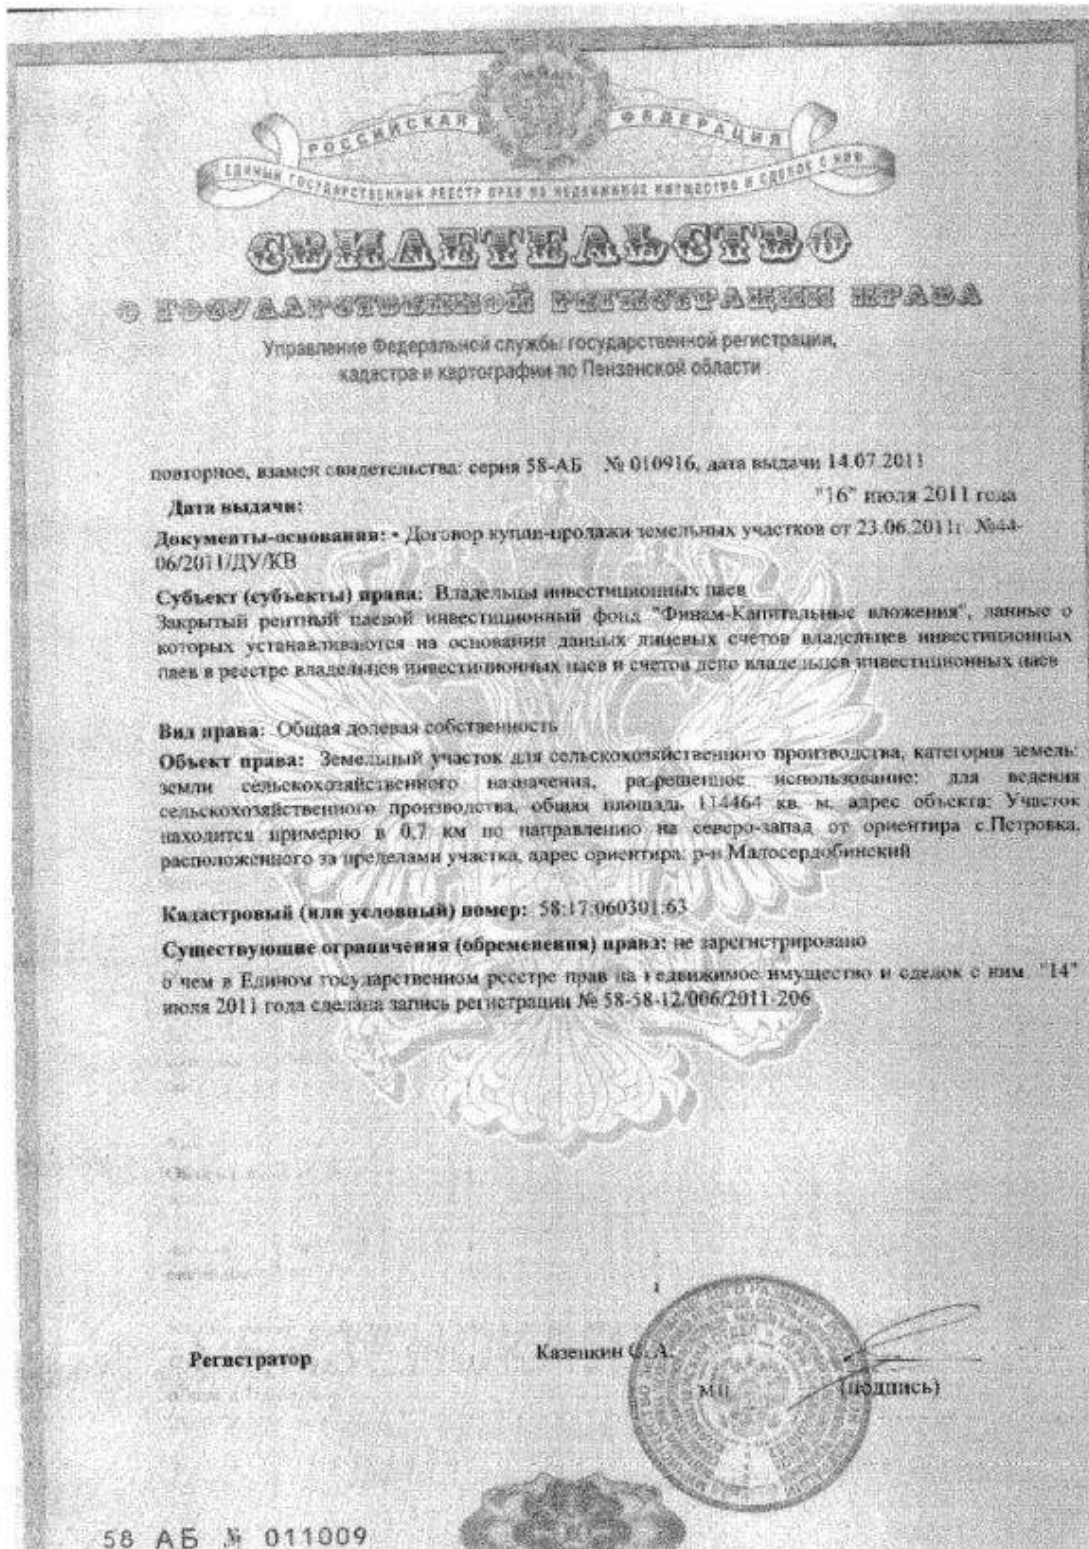 РОССИЙСКАЯ ФЕДЕРАЦИЯ
ЕДИНЫЙ ГОСУДАРСТВЕННЫЙ РЕЕСТР ПРАВ НА НЕДВИЖИМОЕ ИМУЩЕСТВО И СДЕЛОК С НИМ
СВИДЕТЕЛЬСТВО
О ГОСУДАРСТВЕННОЙ РЕГИСТРАЦИИ ПРАВА
Управление Федеральной службы государственной регистрации,
кадастра и картографии по Пензенской области
повторное, взамен свидетельства: серия 58-АБ № 010916, дата выдачи 14.07.2011
Дата выдачи: "16" июля 2011 года
Документы-основания: • Договор купли-продажи земельных участков от 23.06.2011г. №44-
06/2011/ДУ/КВ
Субъект (субъекты) права: Владельцы инвестиционных паев
Закрытый рентный паевой инвестиционный фонд "Финам-Капитальные вложения", данные о
которых устанавливаются на основании данных лицевых счетов владельцев инвестиционных
паев в реестре владельцев инвестиционных паев и счетов депо владельцев инвестиционных паев
Вид права: Общая долевая собственность
Объект права: Земельный участок для сельскохозяйственного производства, категория земель:
земли сельскохозяйственного назначения, разрешенное использование: для ведения
сельскохозяйственного производства, общая площадь 114464 кв. м, адрес объекта: Участок
находится примерно в 0,7 км по направлению на северо-запад от ориентира с.Петровка,
расположенного за пределами участка, адрес ориентира: р-н Малосердобинский
Кадастровый (или условный) номер: 58:17:060301:63
Существующие ограничения (обременения) права: не зарегистрировано
о чем в Едином государственном реестре прав на недвижимое имущество и сделок с ним "14"
июля 2011 года сделана запись регистрации № 58-58-12/006/2011-206
Регистратор Казенкин С. А.
М.П. (подпись)
58 АБ № 011009